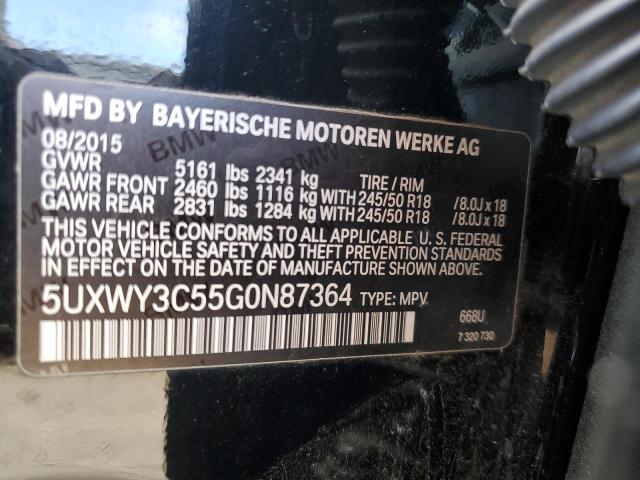 MFD BY BAYERISCHE MOTOREN WERKE AG
08/2015
GVWR 5161 lbs 2341 kg TIRE / RIM
GAWR FRONT 2460 lbs 1116 kg WITH 245/50 R18 /8.0J x 18
GAWR REAR 2831 lbs 1284 kg WITH 245/50 R18 /8.0J x 18
THIS VEHICLE CONFORMS TO ALL APPLICABLE U. S. FEDERAL
MOTOR VEHICLE SAFETY AND THEFT PREVENTION STANDARDS
IN EFFECT ON THE DATE OF MANUFACTURE SHOWN ABOVE.
5UXWY3C55G0N87364 TYPE: MPV
668U
7 320 730